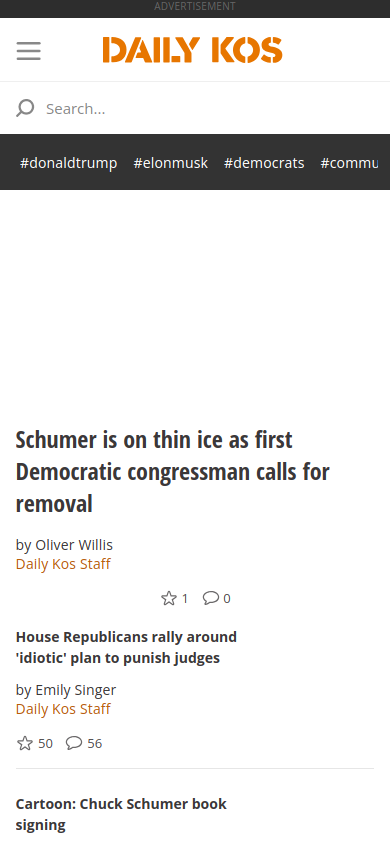 ADVERTISEMENT
DAILY KOS
Search...
#donaldtrump #elonmusk #democrats #commu
Schumer is on thin ice as first
Democratic congressman calls for
removal
by Oliver Willis
Daily Kos Staff
1 0
House Republicans rally around
'idiotic' plan to punish judges
by Emily Singer
Daily Kos Staff
50 56
Cartoon: Chuck Schumer book
signing